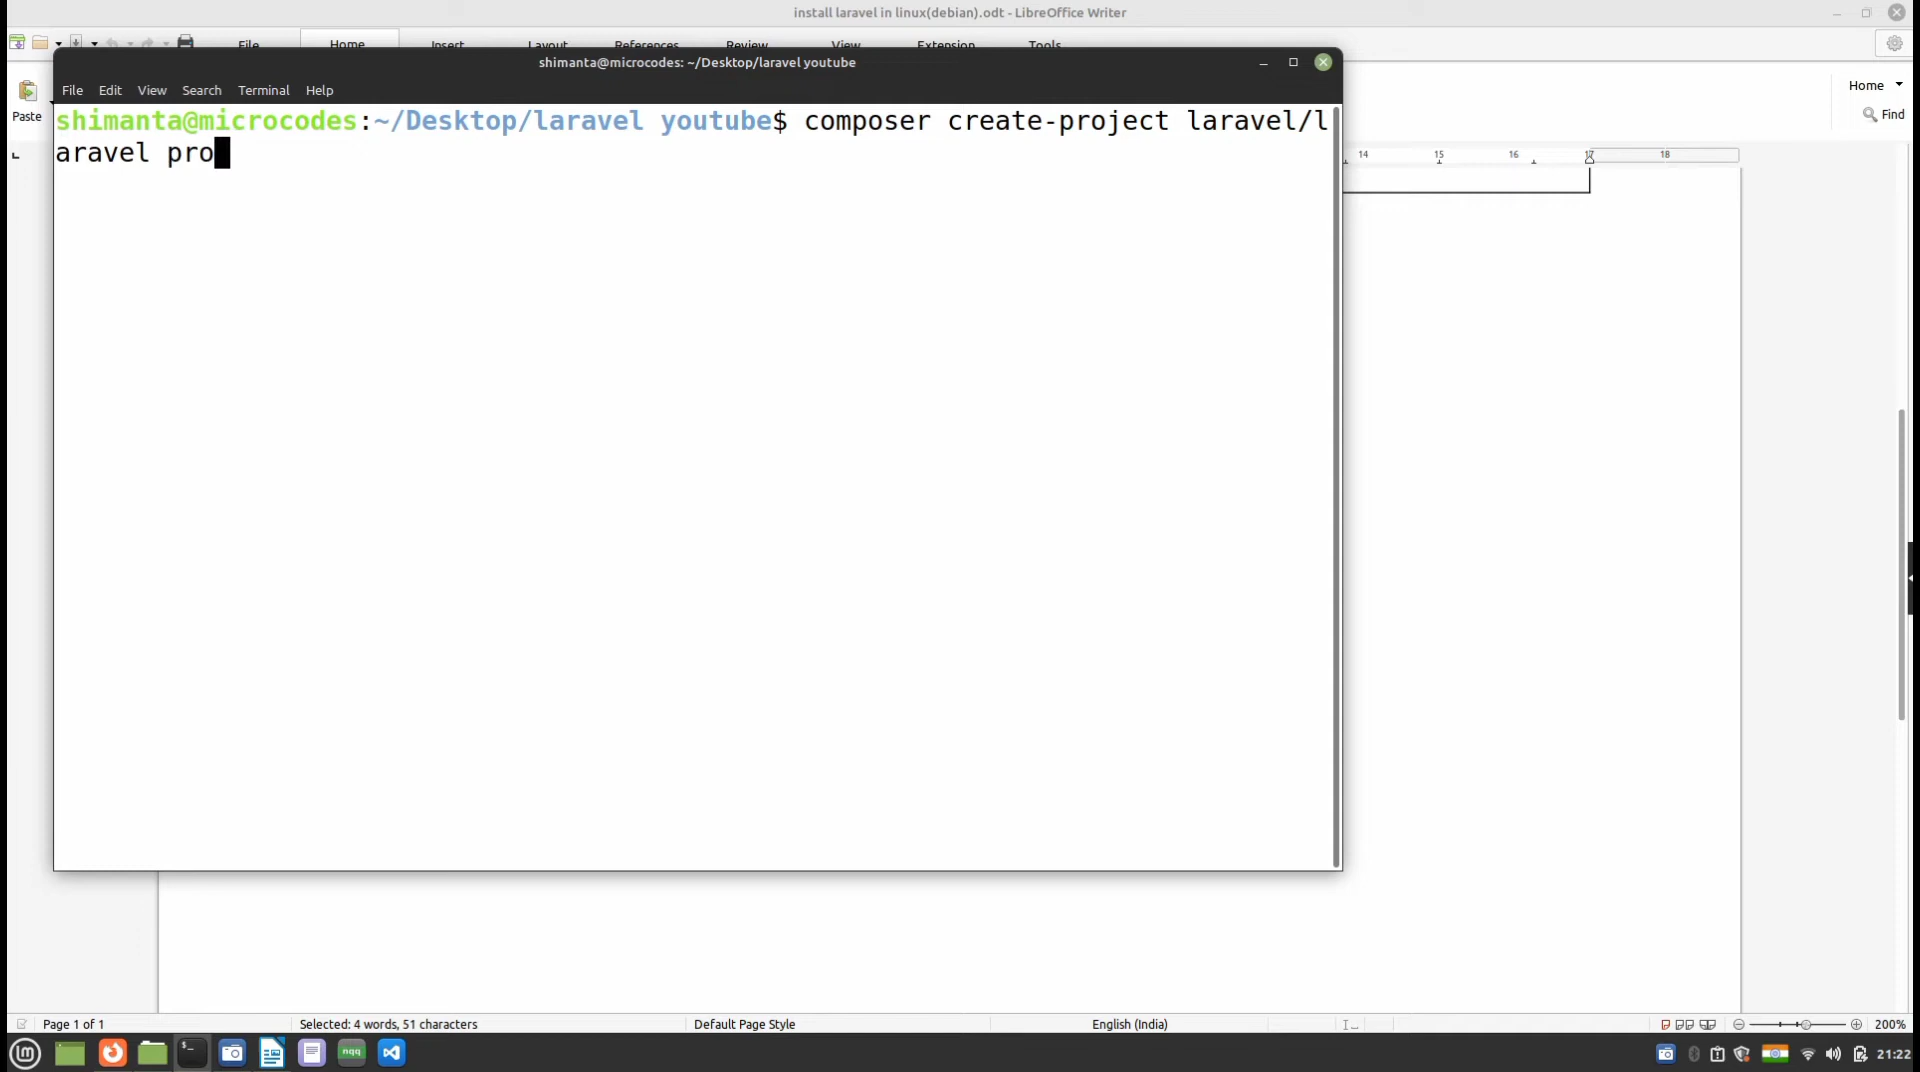 install laravel in linux(debian).odt - LibreOffice Writer
File Home Insert Layout References Review View Extension Tools
shimanta@microcodes: ~/Desktop/laravel youtube
File Edit View Search Terminal Help
Home
Paste
Find
shimanta@microcodes:~/Desktop/laravel youtube$ composer create-project laravel/l
aravel pro
14 15 16 17 18
Page 1 of 1 Selected: 4 words, 51 characters Default Page Style English (India) 200%
nqq
21:22